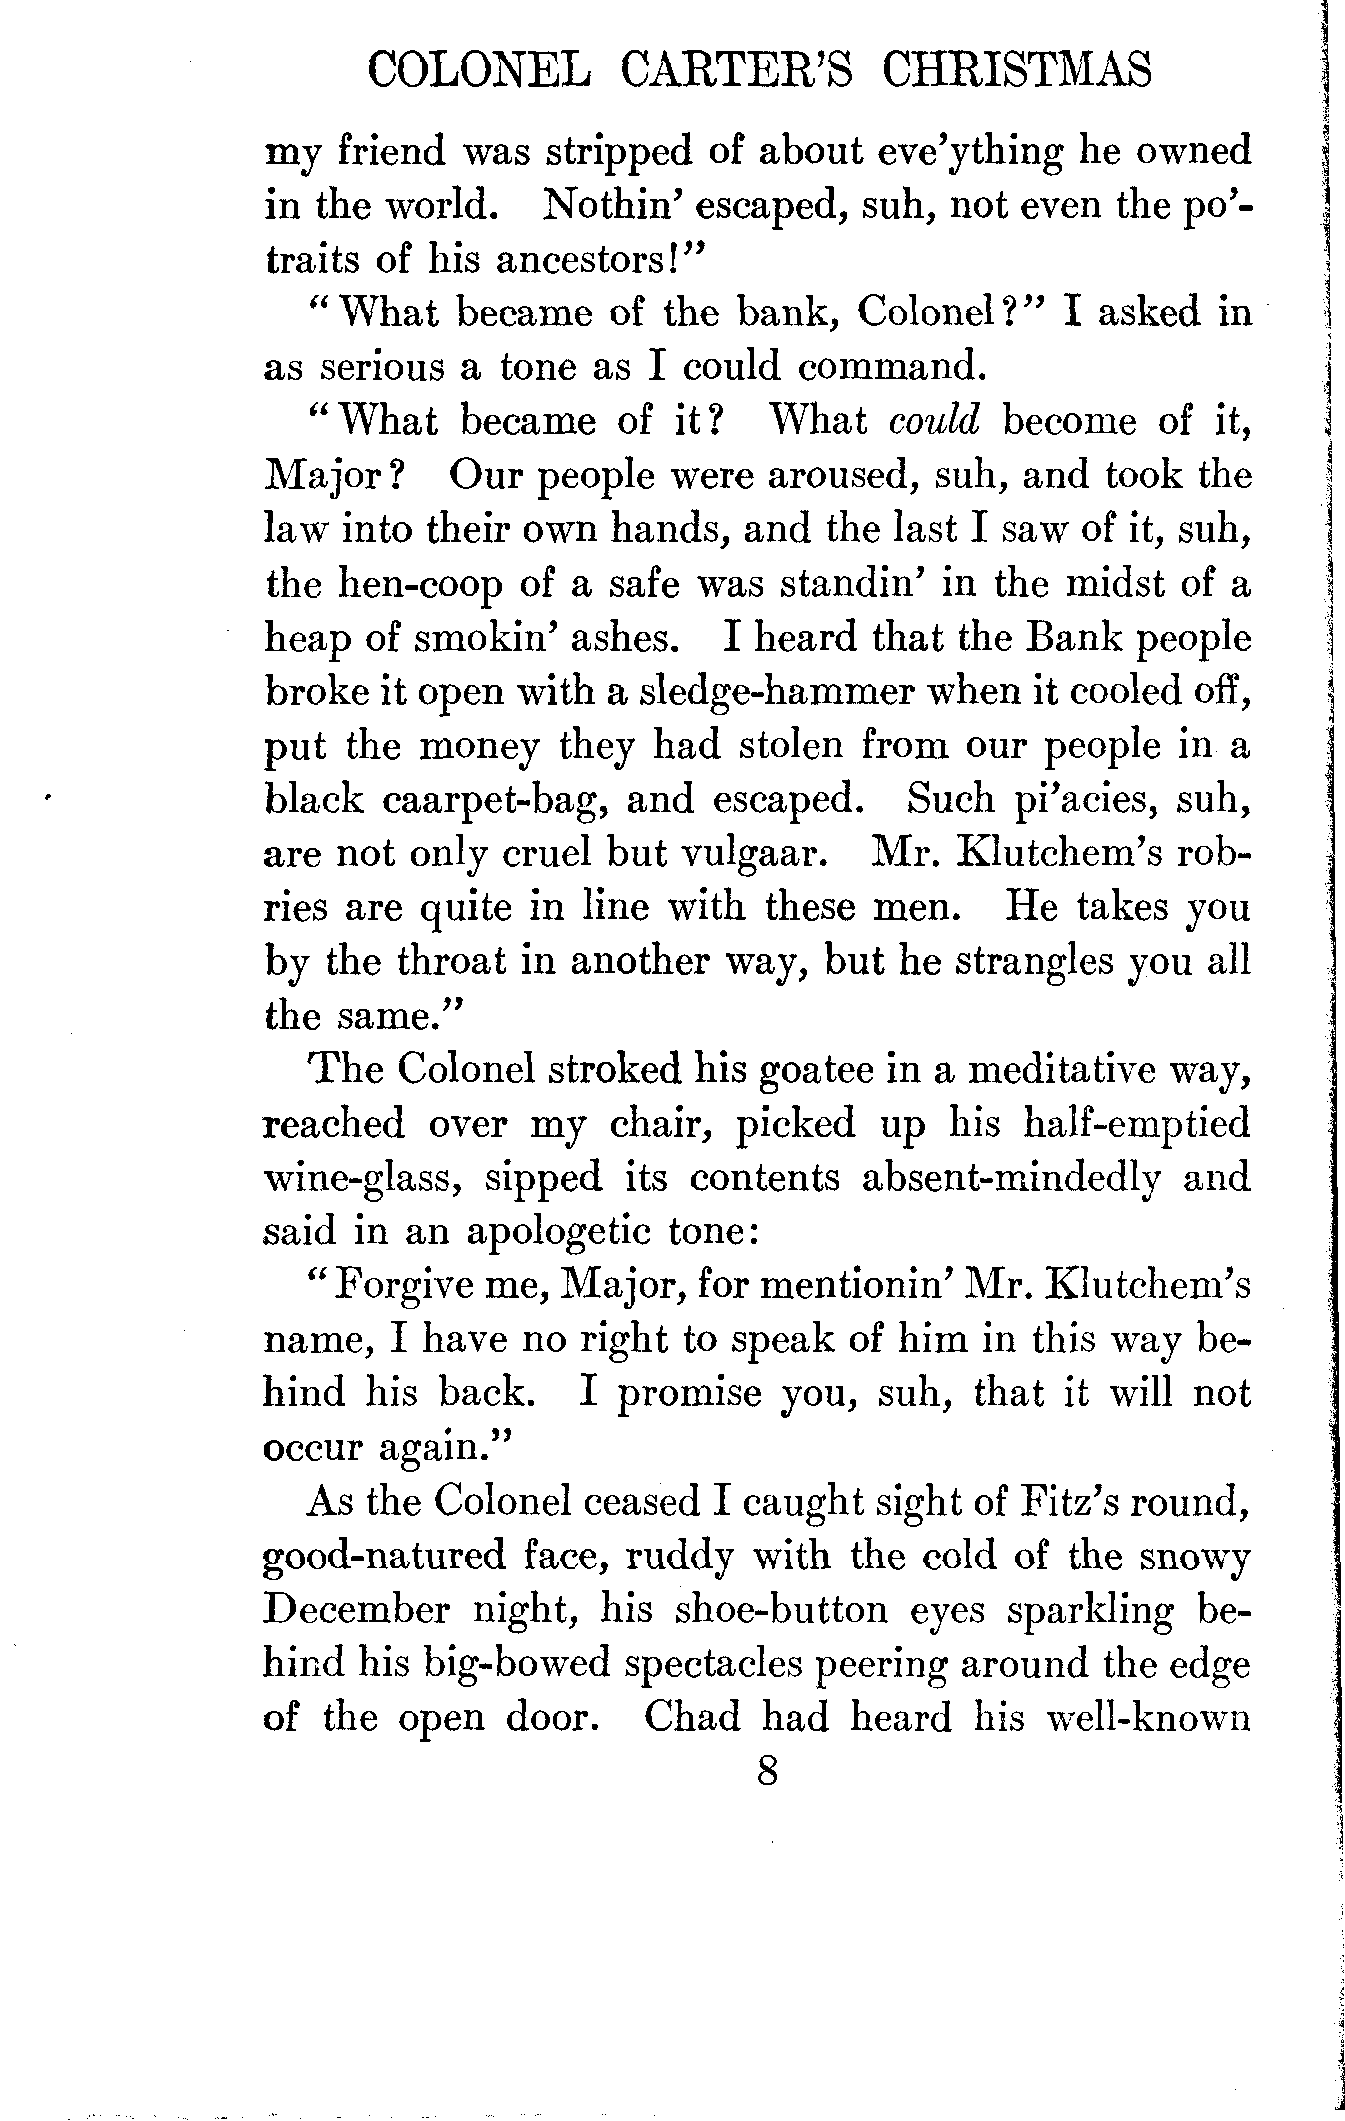 COLONEL CARTER'S CHRISTMAS
my friend was stripped of about eve'ything he owned
in the world. Nothin' escaped, suh, not even the po'-
traits of his ancestors!"
"What became of the bank, Colonel?" I asked in
as serious a tone as I could command.
"What became of it? What could become of it,
Major? Our people were aroused, suh, and took the
law into their own hands, and the last I saw of it, suh,
the hen-coop of a safe was standin' in the midst of a
heap of smokin' ashes. I heard that the Bank people
broke it open with a sledge-hammer when it cooled off,
put the money they had stolen from our people in a
black caarpet-bag, and escaped. Such pi'acies, suh,
are not only cruel but vulgaar. Mr. Klutchem's rob-
ries are quite in line with these men. He takes you
by the throat in another way, but he strangles you all
the same."
The Colonel stroked his goatee in a meditative way,
reached over my chair, picked up his half-emptied
wine-glass, sipped its contents absent-mindedly and
said in an apologetic tone:
"Forgive me, Major, for mentionin' Mr. Klutchem's
name, I have no right to speak of him in this way be-
hind his back. I promise you, suh, that it will not
occur again."
As the Colonel ceased I caught sight of Fitz's round,
good-natured face, ruddy with the cold of the snowy
December night, his shoe-button eyes sparkling be-
hind his big-bowed spectacles peering around the edge
of the open door. Chad had heard his well-known
8